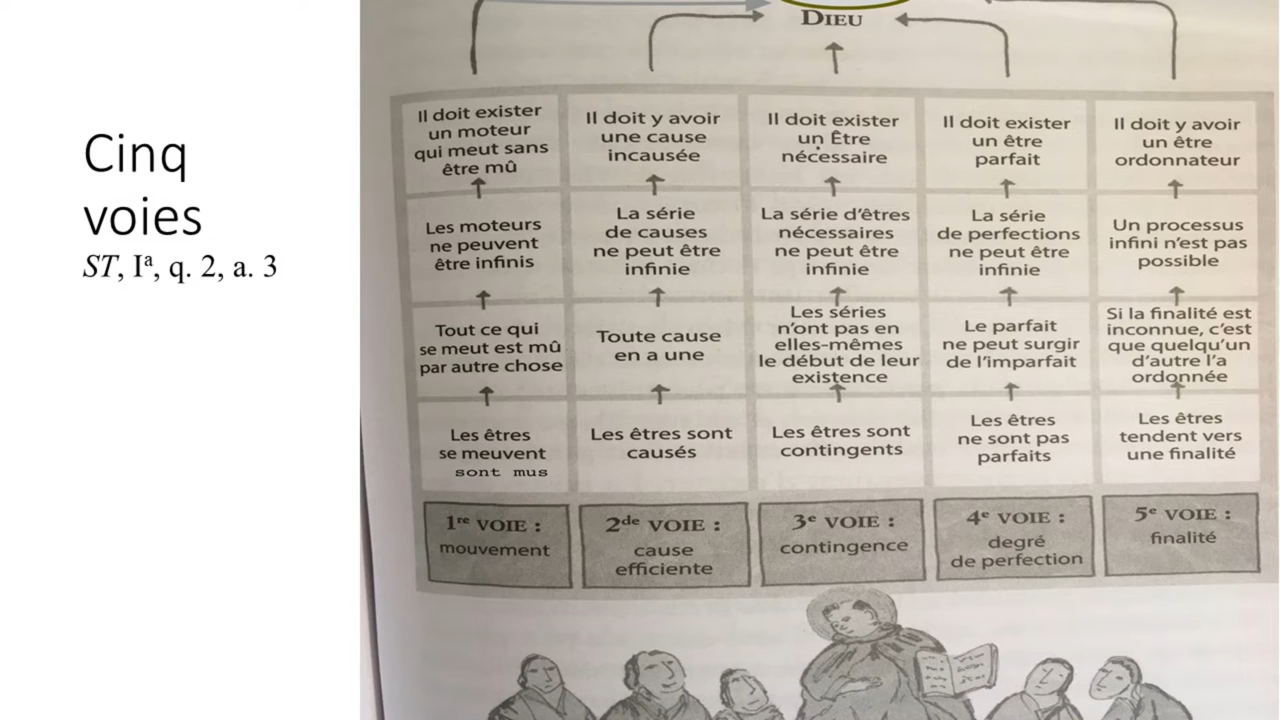 Cinq
voies
ST, Iª, q. 2, a. 3
DIEU
Il doit exister
un moteur
qui meut sans
être mû
Il doit y avoir
une cause
incausée
Il doit exister
un Être
nécessaire
Il doit exister
un être
parfait
Il doit y avoir
un être
ordonnateur
Les moteurs
ne peuvent
être infinis
La série
de causes
ne peut être
infinie
La série d'êtres
nécessaires
ne peut être
infinie
La série
de perfections
ne peut être
infinie
Un processus
infini n'est pas
possible
Tout ce qui
se meut est mû
par autre chose
Toute cause
en a une
Les séries
n'ont pas en
elles-mêmes
le début de leur
existence
Le parfait
ne peut surgir
de l'imparfait
Si la finalité est
inconnue, c'est
que quelqu'un
d'autre l'a
ordonnée
Les êtres
se meuvent
sont mus
Les êtres sont
causés
Les êtres sont
contingents
Les êtres
ne sont pas
parfaits
Les êtres
tendent vers
une finalité
1re VOIE :
mouvement
2de VOIE :
cause
efficiente
3e VOIE :
contingence
4e VOIE :
degré
de perfection
5e VOIE :
finalité